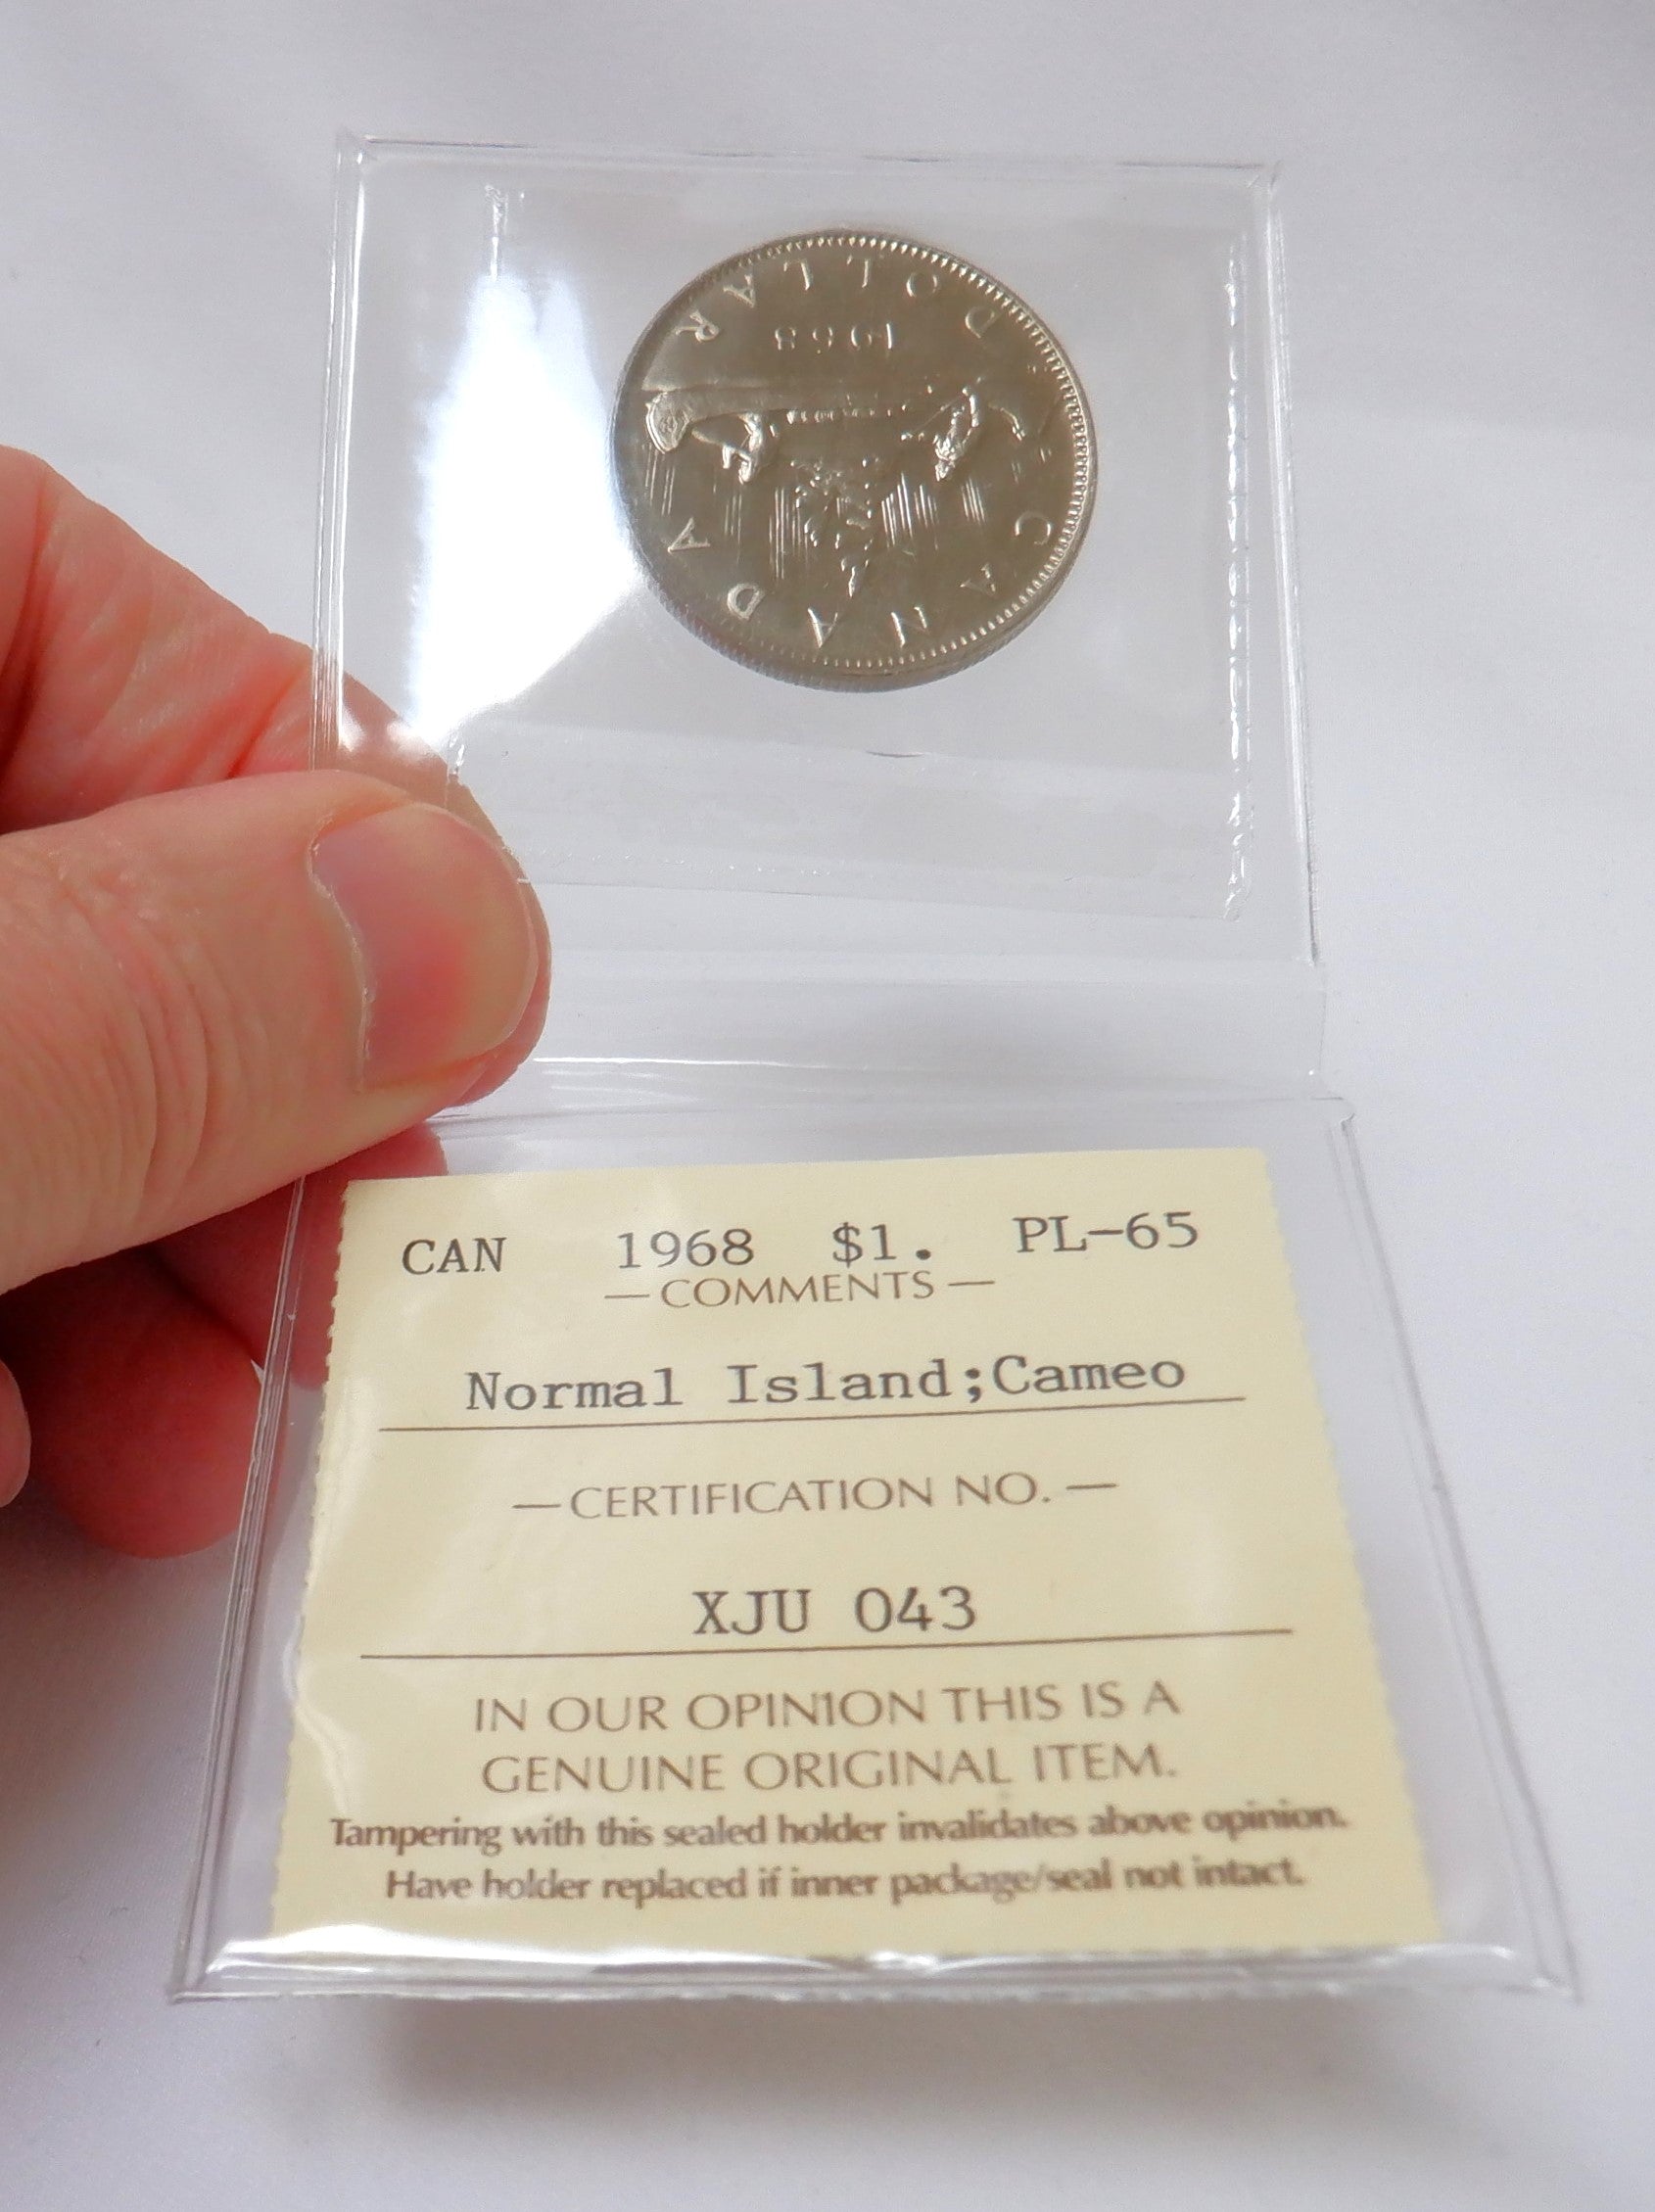 CANADA
1968
DOLLAR
CAN 1968 $1. PL-65
—COMMENTS—
Normal Island;Cameo
—CERTIFICATION NO.—
XJU 043
IN OUR OPINION THIS IS A
GENUINE ORIGINAL ITEM.
Tampering with this sealed holder invalidates above opinion.
Have holder replaced if inner package/seal not intact.